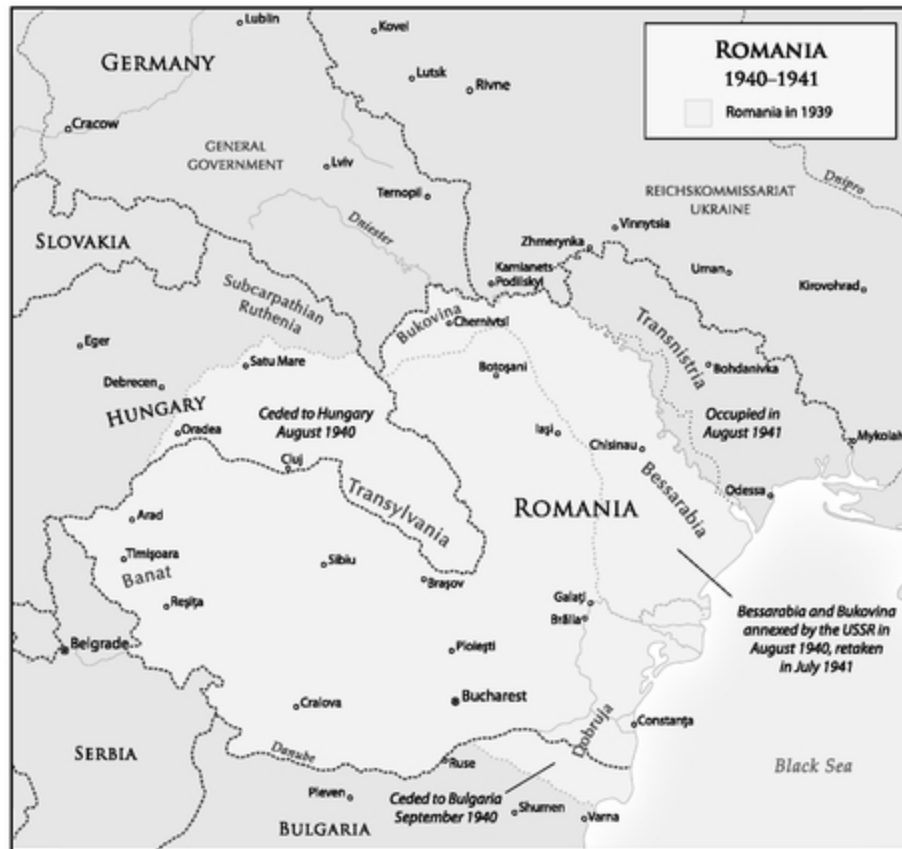 Lublin
Kovel
GERMANY
ROMANIA
1940–1941
Romania in 1939
Lutsk
Rivne
Cracow
GENERAL
GOVERNMENT
Lviv
Ternopil
Dnipro
REICHSKOMMISSARIAT
UKRAINE
Dniester
Vinnytsia
SLOVAKIA
Zhmerynka
Kamianets-
Podilskyi
Uman
Kirovohrad
Subcarpathian
Ruthenia
Bukovina
Chernivtsi
Transnistria
Eger
Satu Mare
Botoşani
Bohdanivka
Debrecen
HUNGARY
Ceded to Hungary
August 1940
Occupied in
August 1941
Oradea
Iaşi
Chisinau
Mykolaiv
Cluj
Bessarabia
Transylvania
ROMANIA
Odessa
Arad
Timişoara
Banat
Sibiu
Braşov
Reşiţa
Galaţi
Brăila
Bessarabia and Bukovina
annexed by the USSR in
August 1940, retaken
in July 1941
Belgrade
Ploieşti
Bucharest
Craiova
Constanţa
Dobruja
SERBIA
Danube
Ruse
Black Sea
Pleven
Ceded to Bulgaria
September 1940
Shumen
Varna
BULGARIA